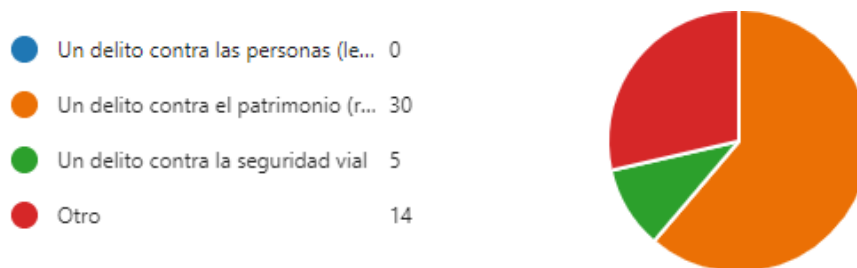 Un delito contra las personas (le... 0
Un delito contra el patrimonio (r... 30
Un delito contra la seguridad vial 5
Otro 14